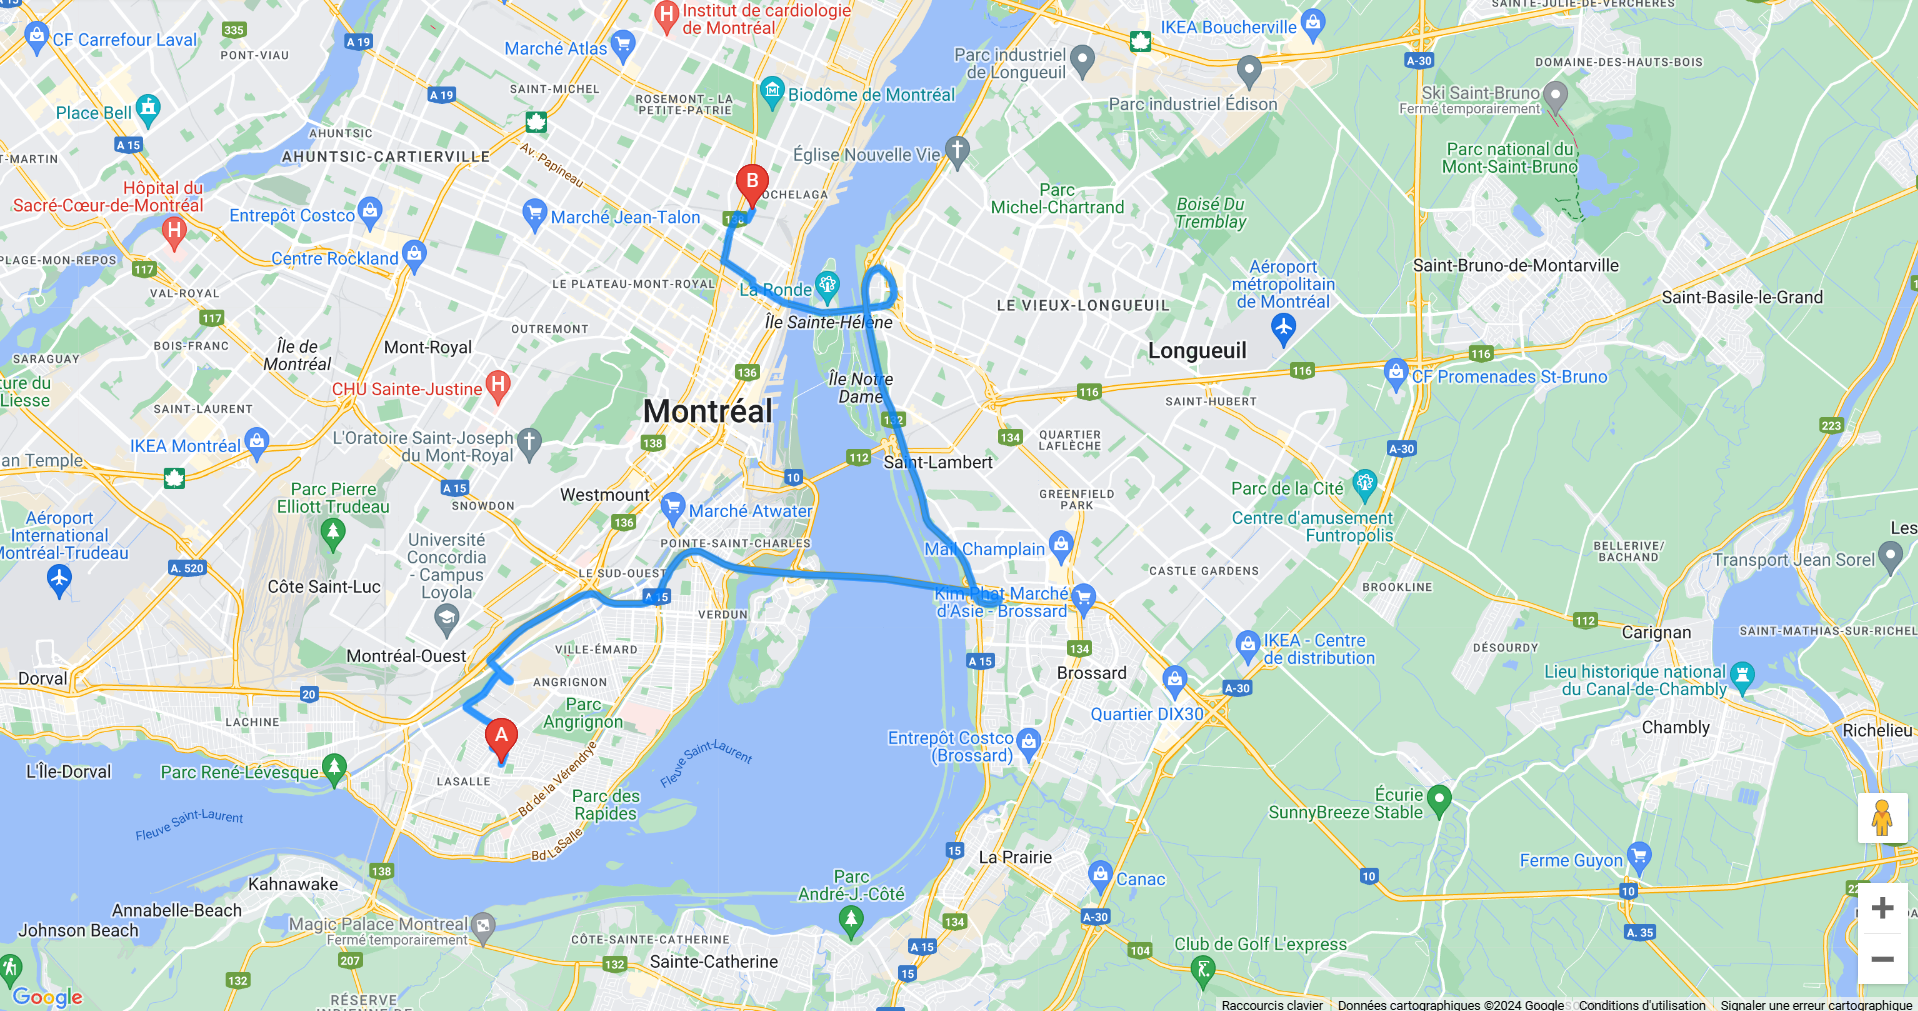 SAINTE-JULIE-DE-VERCHÈRES
CF Carrefour Laval
335
PONT-VIAU
A 19
Institut de cardiologie
de Montréal
Marché Atlas
IKEA Boucherville
Parc industriel
de Longueuil
A-30
DOMAINE-DES-HAUTS-BOIS
Place Bell
A 19
SAINT-MICHEL
ROSEMONT - LA
PETITE-PATRIE
Biodôme de Montréal
Parc industriel Édison
Ski Saint-Bruno
Fermé temporairement
AHUNTSIC
A 15
T-MARTIN
AHUNTSIC-CARTIERVILLE
Av. Papineau
Église Nouvelle Vie
Parc national du
Mont-Saint-Bruno
Hôpital du
Sacré-Cœur-de-Montréal
B
OCHELAGA
Parc
Michel-Chartrand
Boisé Du
Tremblay
Entrepôt Costco
Marché Jean-Talon
138
PLAGE-MON-REPOS
117
Centre Rockland
Saint-Bruno-de-Montarville
VAL-ROYAL
LE PLATEAU-MONT-ROYAL
La Ronde
Aéroport
métropolitain
de Montréal
Saint-Basile-le-Grand
LE VIEUX-LONGUEUIL
117
OUTREMONT
Île Sainte-Hélène
BOIS-FRANC
Île de
Montréal
Mont-Royal
SARAGUAY
Longueuil
116
116
ture du
Liesse
CHU Sainte-Justine
136
Île Notre
Dame
116
CF Promenades St-Bruno
SAINT-LAURENT
Montréal
SAINT-HUBERT
132
223
IKEA Montréal
L'Oratoire Saint-Joseph
du Mont-Royal
138
134
QUARTIER
LAFLÈCHE
A-30
an Temple
112
Saint-Lambert
10
Parc Pierre
Elliott Trudeau
A 15
SNOWDON
Westmount
GREENFIELD
PARK
Parc de la Cité
Marché Atwater
136
Centre d'amusement
Funtropolis
Aéroport
International
Montréal-Trudeau
Université
Concordia
- Campus
Loyola
POINTE-SAINT-CHARLES
Mail Champlain
Les
BELLERIVE/
BACHAND
Transport Jean Sorel
A. 520
Côte Saint-Luc
LE SUD-OUEST
CASTLE GARDENS
BROOKLINE
A 15
Kim Phat Marché
d'Asie - Brossard
VERDUN
112
Carignan
SAINT-MATHIAS-SUR-RICHEL
Montréal-Ouest
VILLE-ÉMARD
A 15
134
IKEA - Centre
de distribution
DÉSOURDY
Dorval
20
ANGRIGNON
Brossard
A-30
Lieu historique national
du Canal-de-Chambly
LACHINE
Parc
Angrignon
Quartier DIX30
Chambly
Richelieu
A
Entrepôt Costco
(Brossard)
L'Île-Dorval
Parc René-Lévesque
LASALLE
Fleuve Saint-Laurent
Bd de la Vérendrye
Parc des
Rapides
Écurie
SunnyBreeze Stable
Fleuve Saint-Laurent
Bd LaSalle
15
La Prairie
Ferme Guyon
138
Kahnawake
Parc
André-J.-Côté
Canac
10
10
Annabelle-Beach
Magic Palace Montreal
Fermé temporairement
134
A-30
Johnson Beach
CÔTE-SAINTE-CATHERINE
A 15
104
Club de Golf L'express
A. 35
207
132
Sainte-Catherine
15
132
Google
RÉSERVE
INDIENNE DE
Raccourcis clavier
Données cartographiques ©2024 Google
Conditions d'utilisation
Signaler une erreur cartographique